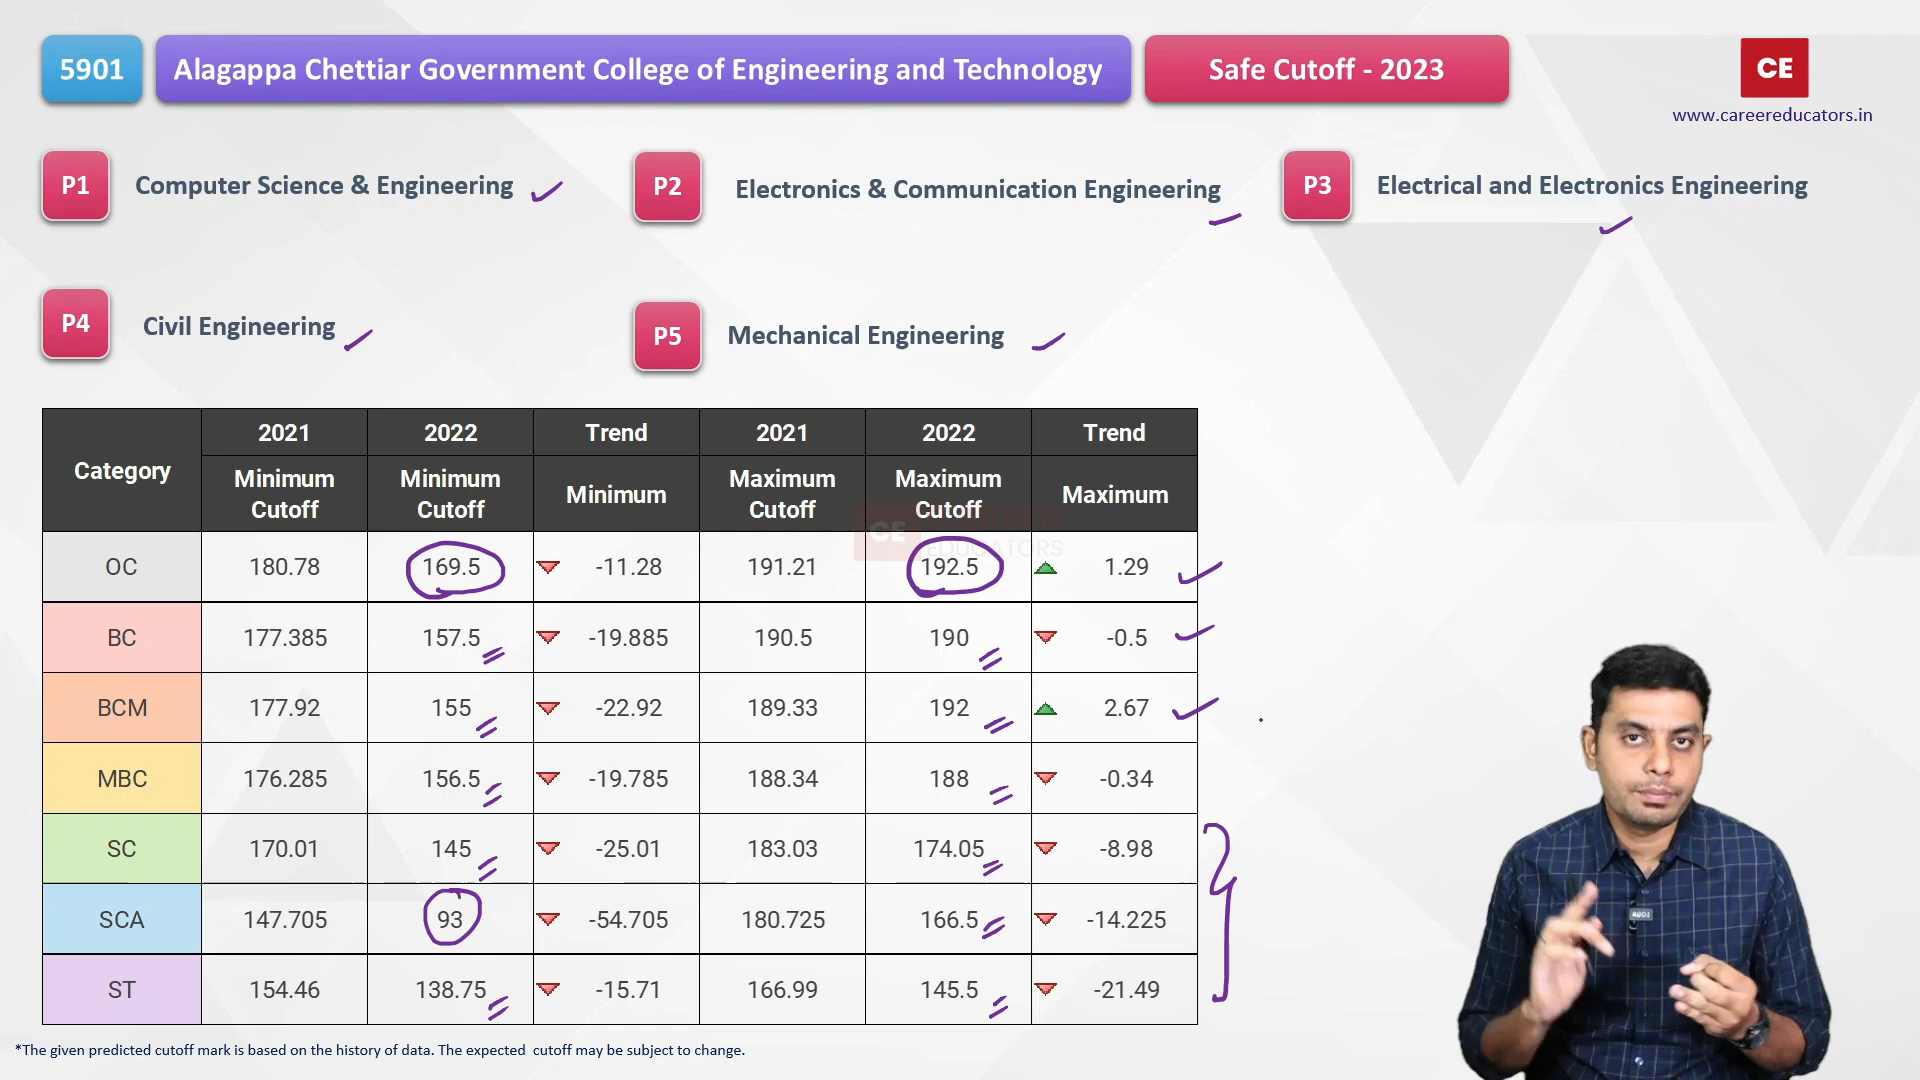 5901
Alagappa Chettiar Government College of Engineering and Technology
Safe Cutoff - 2023
CE
www.careereducators.in
P1 Computer Science & Engineering
P2 Electronics & Communication Engineering
P3 Electrical and Electronics Engineering
P4 Civil Engineering
P5 Mechanical Engineering
Category 2021 2022 Trend 2021 2022 Trend
Minimum Cutoff Minimum Cutoff Minimum Maximum Cutoff Maximum Cutoff Maximum
CE CAREER
EDUCATORS
OC 180.78 169.5 -11.28 191.21 192.5 1.29
BC 177.385 157.5 -19.885 190.5 190 -0.5
BCM 177.92 155 -22.92 189.33 192 2.67
MBC 176.285 156.5 -19.785 188.34 188 -0.34
SC 170.01 145 -25.01 183.03 174.05 -8.98
SCA 147.705 93 -54.705 180.725 166.5 -14.225
ST 154.46 138.75 -15.71 166.99 145.5 -21.49
*The given predicted cutoff mark is based on the history of data. The expected cutoff may be subject to change.